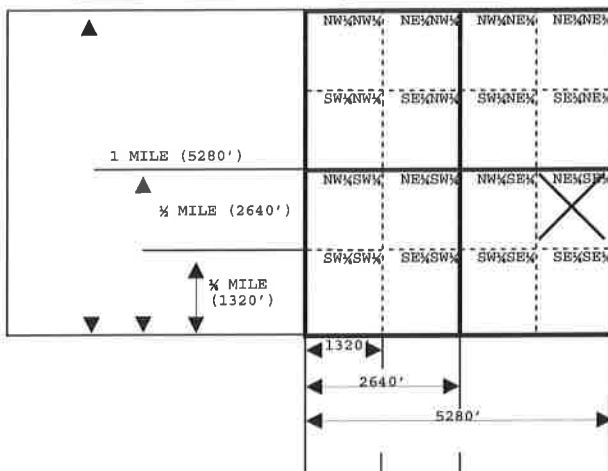 NW¼NW¼ NE¼NW¼ NW¼NE¼ NE¼NE¼
SW¼NW¼ SE¼NW¼ SW¼NE¼ SE¼NE¼
1 MILE (5280')
NW¼SW¼ NE¼SW¼ NW¼SE¼ NE¼SE¼
½ MILE (2640')
SW¼SW¼ SE¼SW¼ SW¼SE¼ SE¼SE¼
¼ MILE
(1320')
1320
2640'
5280'